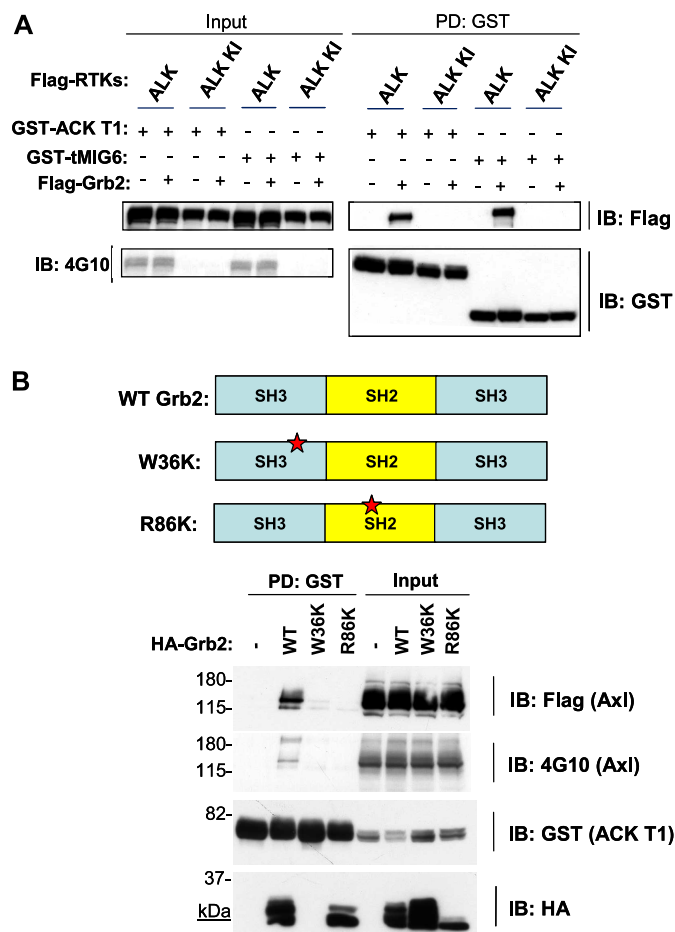 A
Input
PD: GST
Flag-RTKs:
ALK
ALK KI
ALK
ALK KI
ALK
ALK KI
ALK
ALK KI
GST-ACK T1: + + + + - - - - + + + + - - - -
GST-tMIG6: - - - - + + + + - - - - + + + +
Flag-Grb2: - + - + - + - + - + - + - + - +
IB: Flag
IB: 4G10
IB: GST
B
WT Grb2: SH3 SH2 SH3
W36K: SH3 SH2 SH3
R86K: SH3 SH2 SH3
PD: GST Input
HA-Grb2: - WT W36K R86K - WT W36K R86K
180-
115-
IB: Flag (Axl)
180-
115-
IB: 4G10 (Axl)
82-
IB: GST (ACK T1)
37-
kDa
IB: HA